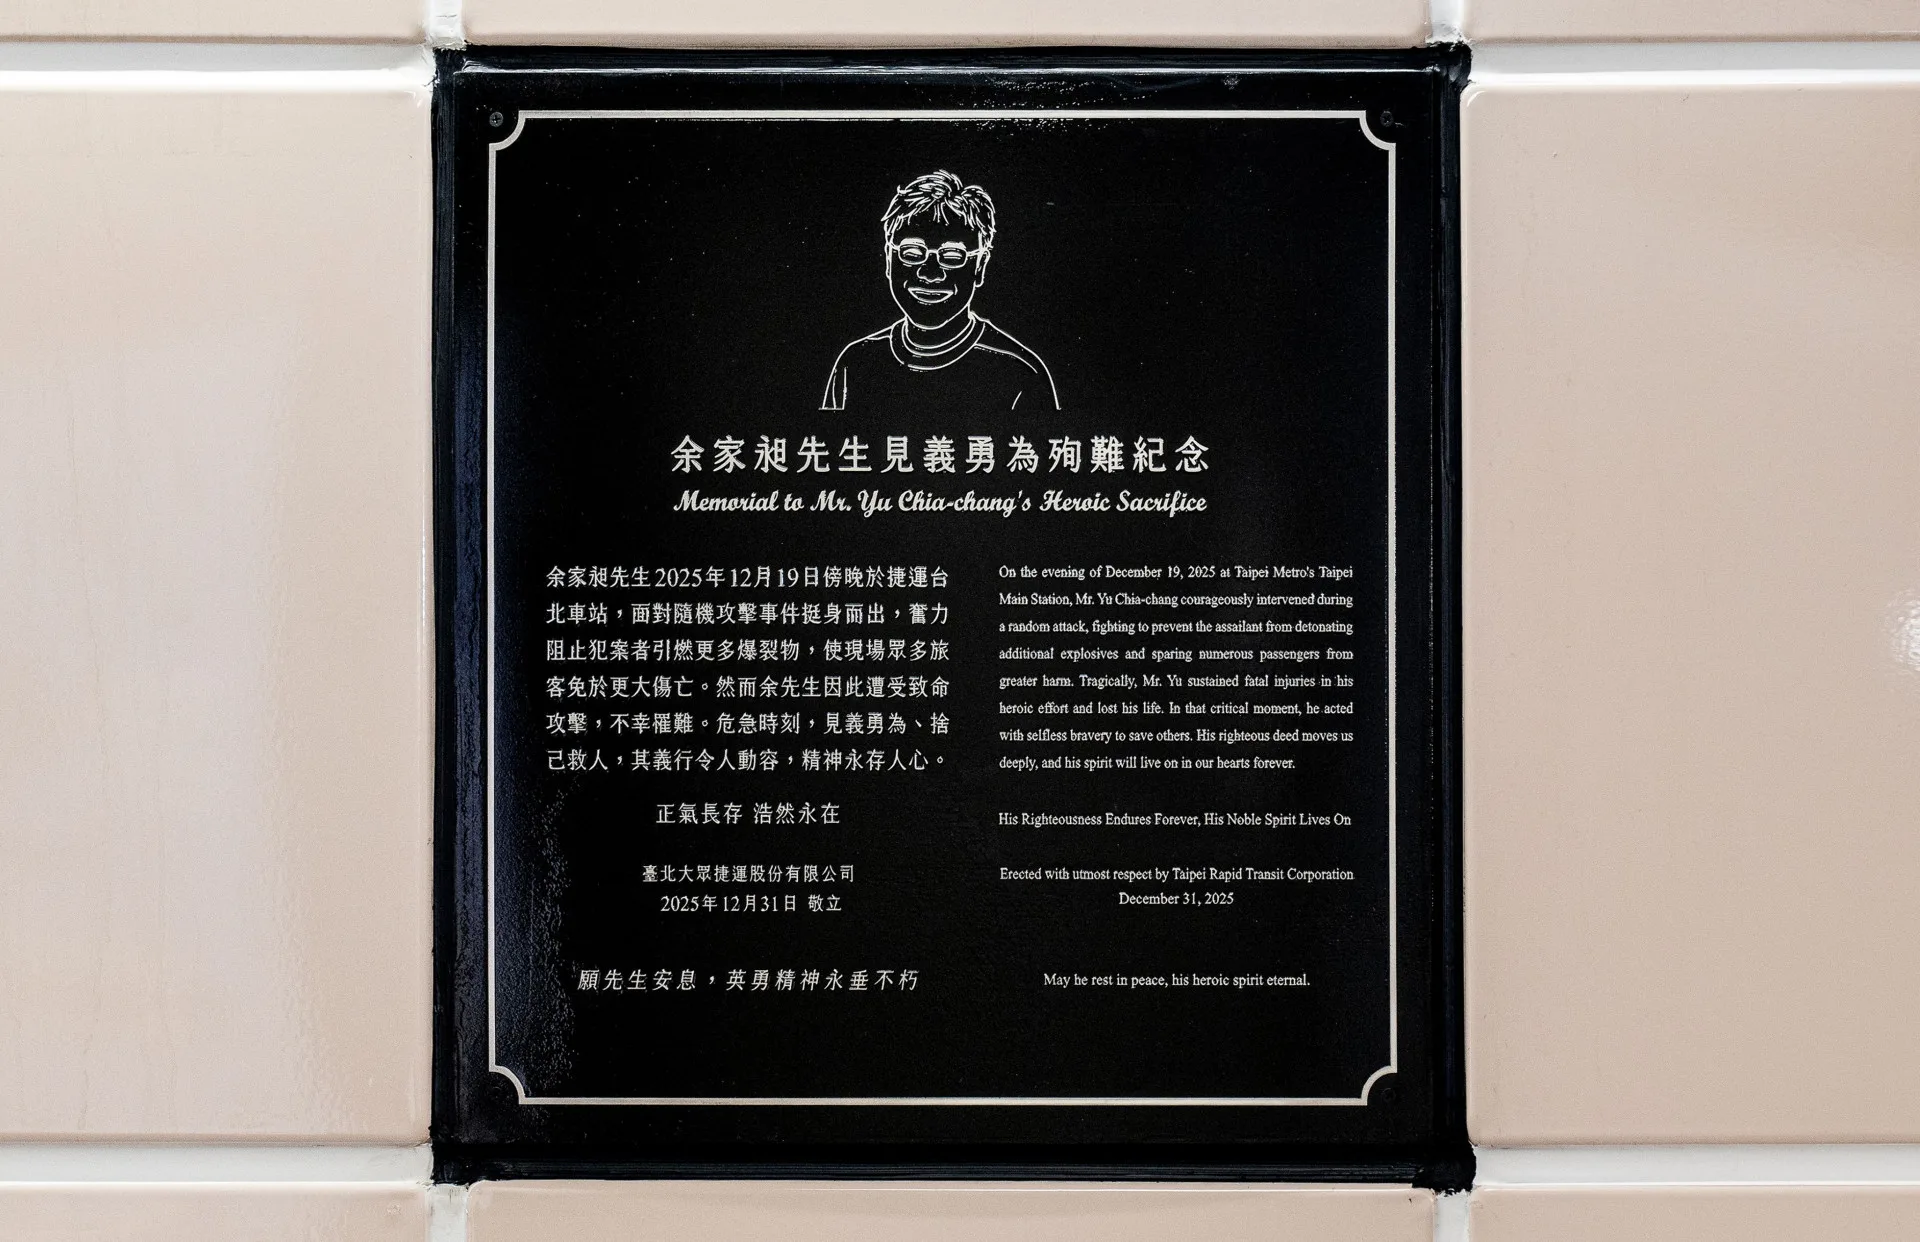 余家昶先生見義勇為殉難紀念
Memorial to Mr. Yu Chia-chang's Heroic Sacrifice
余家昶先生2025年12月19日傍晚於捷運台
北車站，面對隨機攻擊事件挺身而出，奮力
阻止犯案者引燃更多爆裂物，使現場眾多旅
客免於更大傷亡。然而余先生因此遭受致命
攻擊，不幸罹難。危急時刻，見義勇為、捨
己救人，其義行令人動容，精神永存人心。
正氣長存 浩然永在
臺北大眾捷運股份有限公司
2025年12月31日 敬立
願先生安息，英勇精神永垂不朽
On the evening of December 19, 2025 at Taipei Metro's Taipei
Main Station, Mr. Yu Chia-chang courageously intervened during
a random attack, fighting to prevent the assailant from detonating
additional explosives and sparing numerous passengers from
greater harm. Tragically, Mr. Yu sustained fatal injuries in his
heroic effort and lost his life. In that critical moment, he acted
with selfless bravery to save others. His righteous deed moves us
deeply, and his spirit will live on in our hearts forever.
His Righteousness Endures Forever, His Noble Spirit Lives On
Erected with utmost respect by Taipei Rapid Transit Corporation
December 31, 2025
May he rest in peace, his heroic spirit eternal.